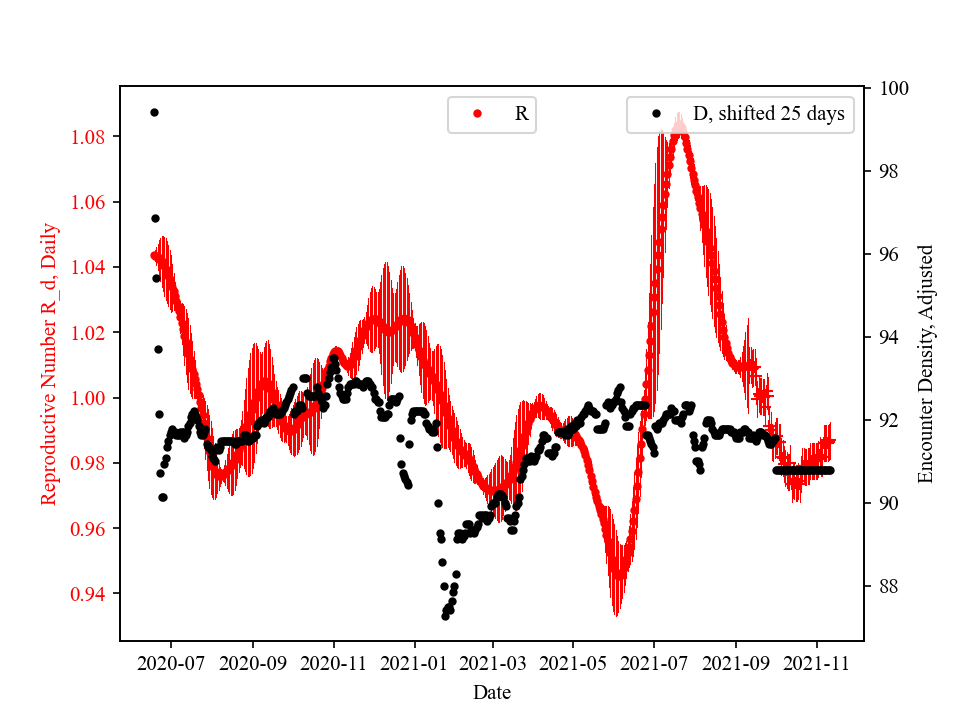 R
D, shifted 25 days
Reproductive Number R_d, Daily
1.08
1.06
1.04
1.02
1.00
0.98
0.96
0.94
100
98
96
94
92
90
88
Encounter Density, Adjusted
2020-07 2020-09 2020-11 2021-01 2021-03 2021-05 2021-07 2021-09 2021-11
Date